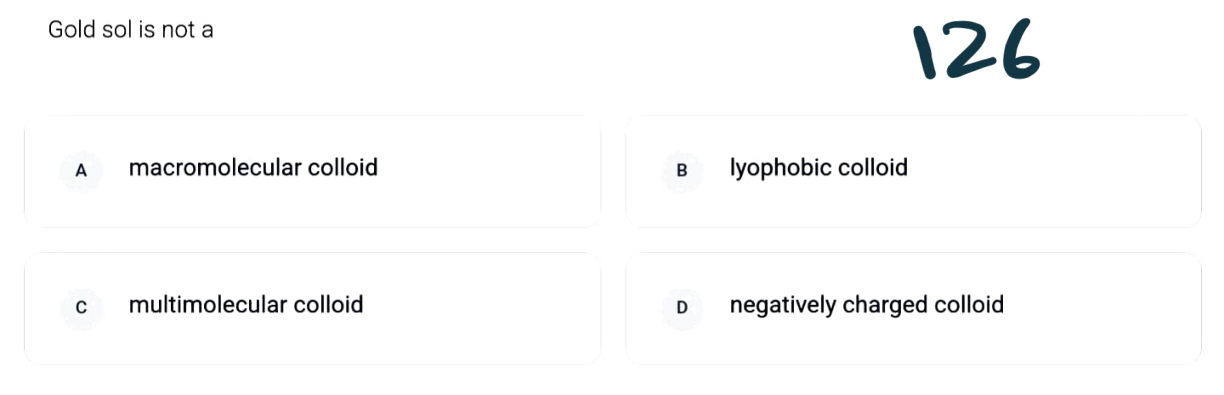 Gold sol is not a
126
A macromolecular colloid
B lyophobic colloid
C multimolecular colloid
D negatively charged colloid